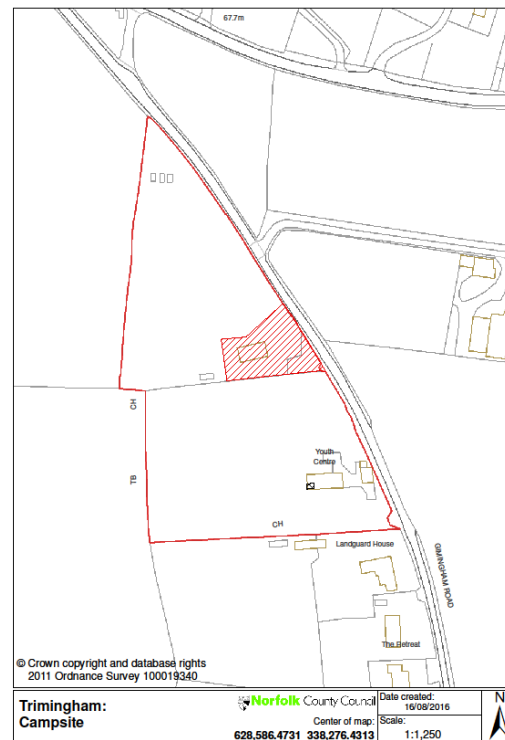 67.7m
CH
TB
Youth
Centre
CH
Landguard House
GIMINGHAM ROAD
The Retreat
© Crown copyright and database rights
2011 Ordnance Survey 100019340
Trimingham:
Campsite
Norfolk County Council
Center of map:
628,586.4731 338,276.4313
Date created:
16/08/2016
Scale:
1:1,250
N